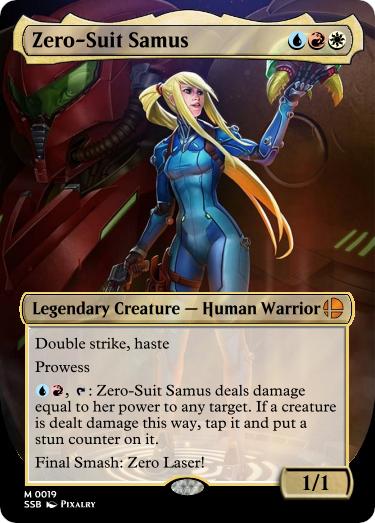 Zero-Suit Samus
Legendary Creature — Human Warrior
Double strike, haste
Prowess
, : Zero-Suit Samus deals damage
equal to her power to any target. If a creature
is dealt damage this way, tap it and put a
stun counter on it.
Final Smash: Zero Laser!
1/1
M 0019
SSB Pixalry